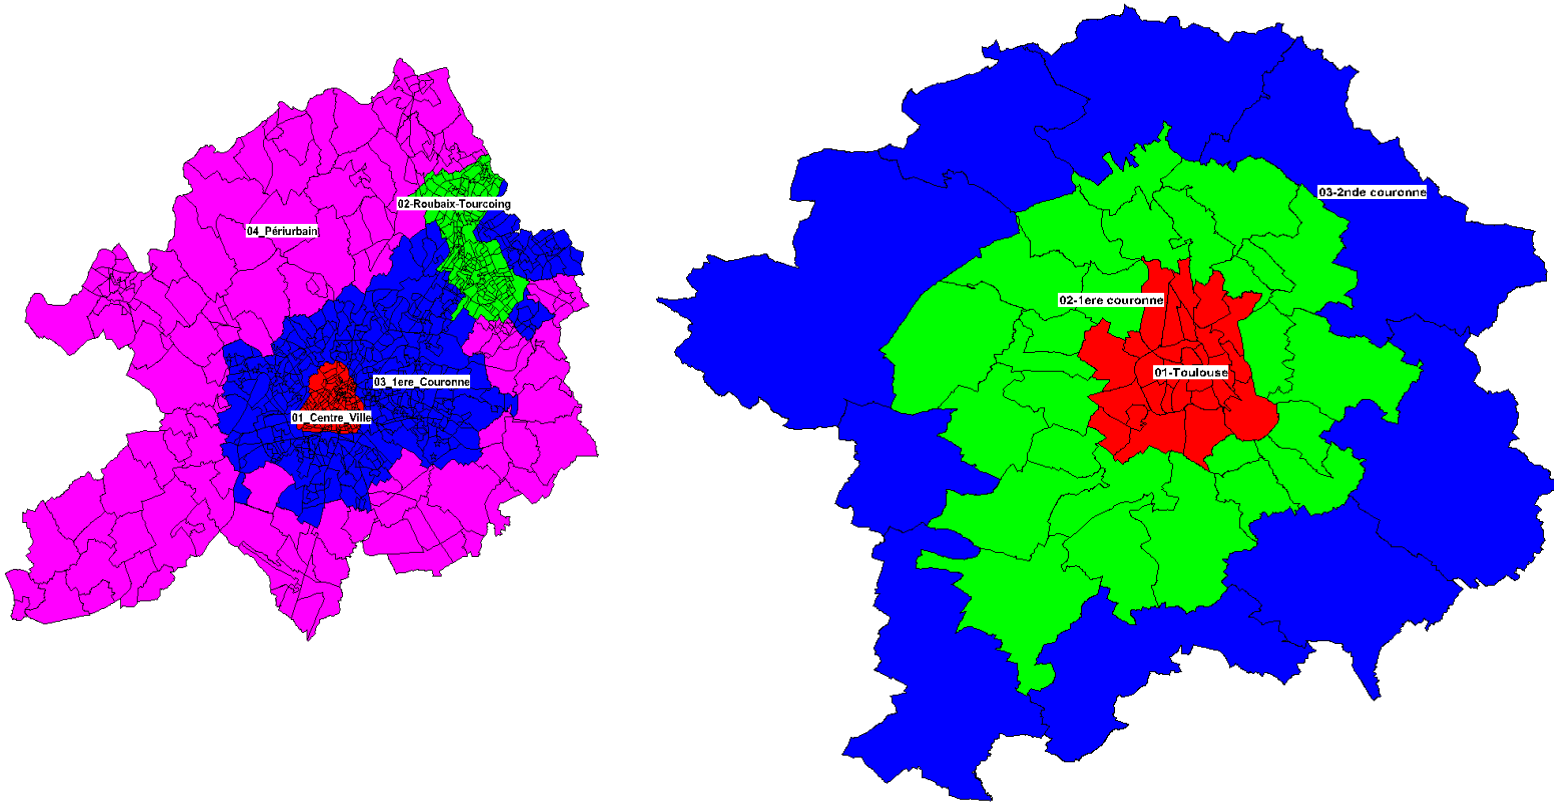 02-Roubaix-Tourcoing
04_Périurbain
03_1ere_Couronne
01_Centre_Ville
03-2nde couronne
02-1ere couronne
01-Toulouse